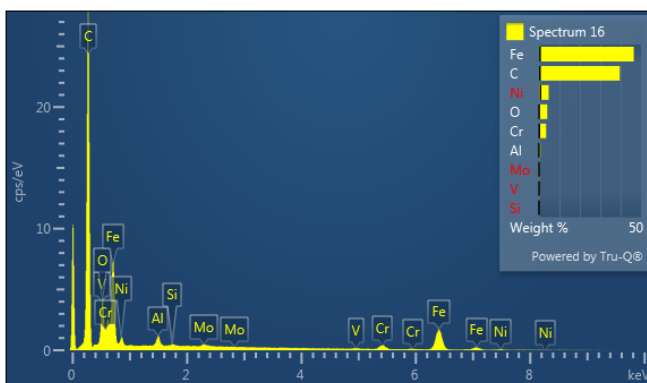 Spectrum 16
Fe
C
Ni
O
Cr
Al
Mo
V
Si
Weight % 50
Powered by Tru-Q®
cps/eV
20
10
0
C
O
V
Cr
Fe
Ni
Al
Si
Mo
Mo
V
Cr
Cr
Fe
Fe
Ni
Ni
0 2 4 6 8 keV